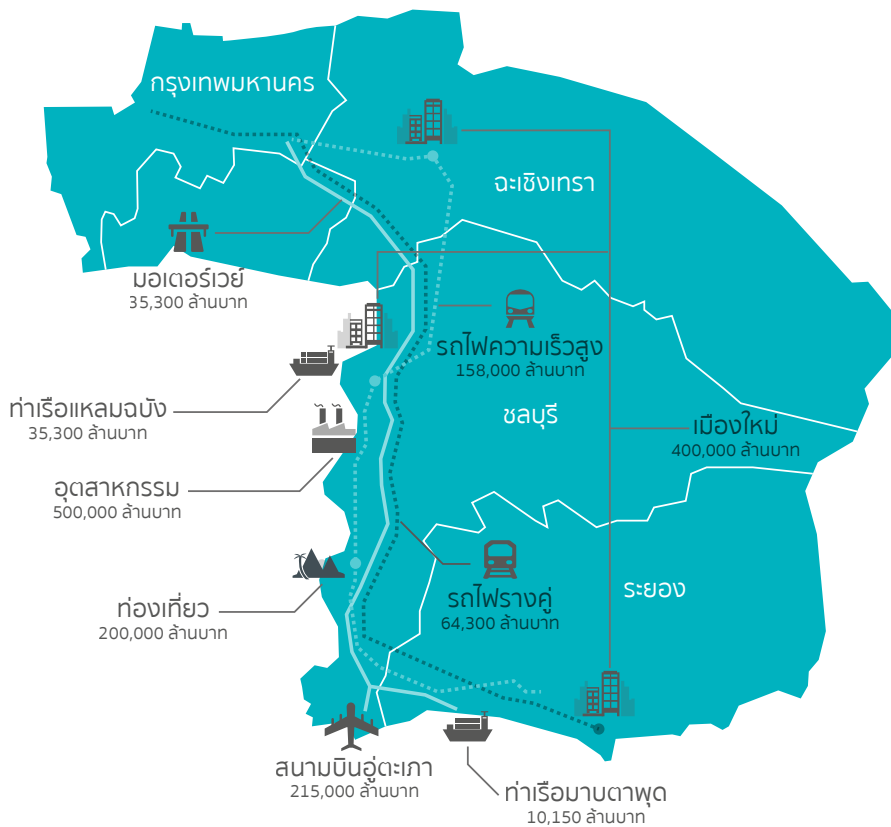 กรุงเทพมหานคร
ฉะเชิงเทรา
มอเตอร์เวย์
35,300 ล้านบาท
รถไฟความเร็วสูง
158,000 ล้านบาท
ท่าเรือแหลมฉบัง
35,300 ล้านบาท
ชลบุรี
เมืองใหม่
400,000 ล้านบาท
อุตสาหกรรม
500,000 ล้านบาท
ท่องเที่ยว
200,000 ล้านบาท
รถไฟรางคู่
64,300 ล้านบาท
ระยอง
สนามบินอู่ตะเภา
215,000 ล้านบาท
ท่าเรือมาบตาพุด
10,150 ล้านบาท